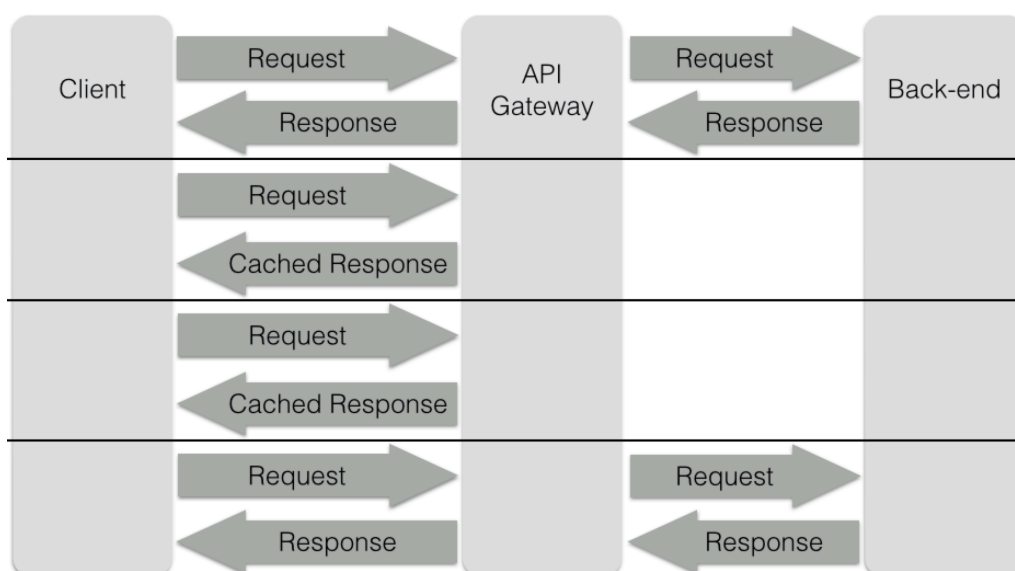 Client
API
Gateway
Back-end
Request
Request
Response
Response
Request
Cached Response
Request
Cached Response
Request
Request
Response
Response